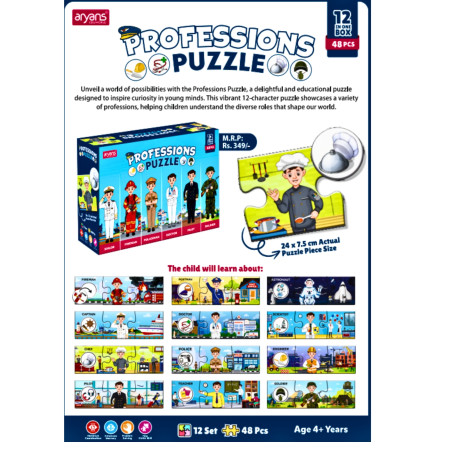 aryans
PROFESSIONS
PUZZLE
12
IN ONE
BOX
48 PCS
Unveil a world of possibilities with the Professions Puzzle, a delightful and educational puzzle
designed to inspire curiosity in young minds. This vibrant 12-character puzzle showcases a variety
of professions, helping children understand the diverse roles that shape our world.
aryans
PROFESSIONS
PUZZLE
M.R.P:
Rs. 349/-
24 x 7.5 cm Actual
Puzzle Piece Size
The child will learn about:
FIREMAN
POSTMAN
ASTRONAUT
CAPTAIN
DOCTOR
SCIENTIST
CHEF
POLICE
ENGINEER
PILOT
TEACHER
SOLDIER
12 Set
48 Pcs
Age 4+ Years